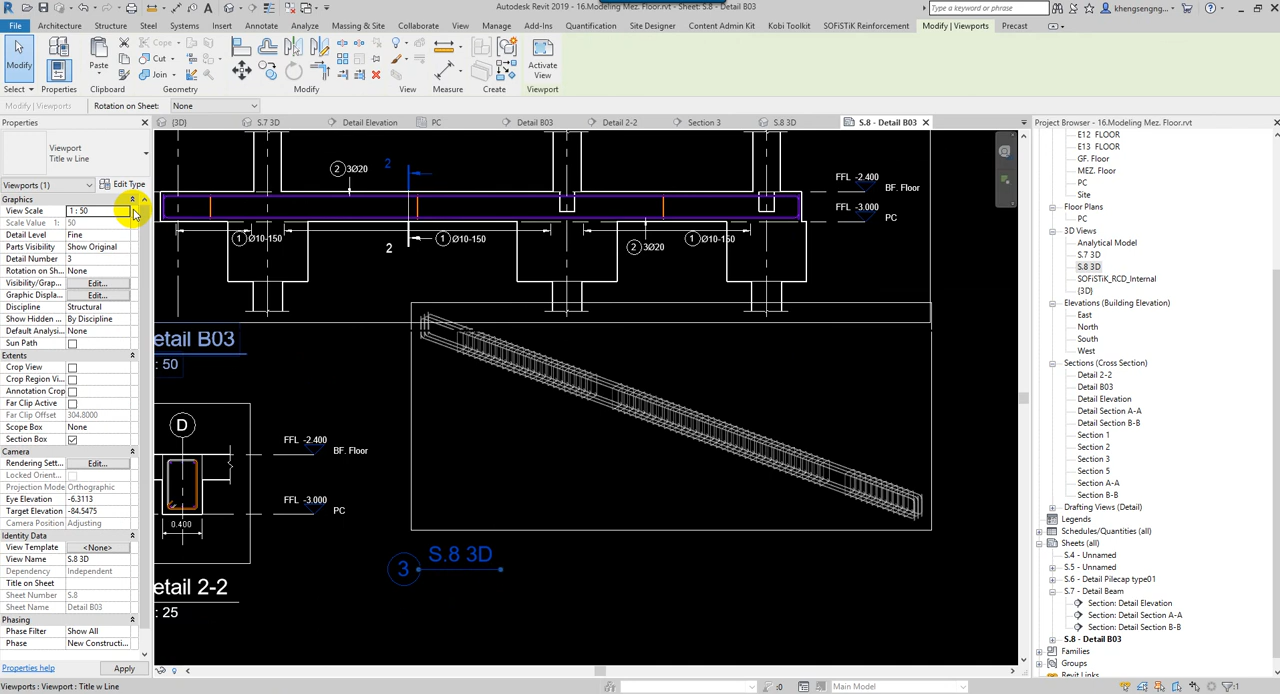 Autodesk Revit 2019 - 16.Modeling Mez. Floor.rvt - Sheet: S.8 - Detail B03
Type a keyword or phrase
khengsengng...
File Architecture Structure Steel Systems Insert Annotate Analyze Massing & Site Collaborate View Manage Add-Ins Quantification Site Designer Content Admin Kit Kobi Toolkit SOFiSTiK Reinforcement Modify | Viewports Precast
Cope
Cut
Join
Modify
Paste
Activate
View
Select Properties Clipboard Geometry Modify View Measure Create Viewport
Modify | Viewports Rotation on Sheet: None
Properties
{3D} S.7 3D Detail Elevation PC Detail B03 Detail 2-2 Section 3 S.8 3D S.8 - Detail B03
Project Browser - 16.Modeling Mez. Floor.rvt
Viewport
Title w Line
Viewports (1) Edit Type
Graphics
View Scale 1 : 50
Scale Value 1: 50
Detail Level Fine
Parts Visibility Show Original
Detail Number 3
Rotation on Sh... None
Visibility/Grap... Edit...
Graphic Displa... Edit...
Discipline Structural
Show Hidden ... By Discipline
Default Analysi... None
Sun Path
Extents
Crop View
Crop Region Vi...
Annotation Crop
Far Clip Active
Far Clip Offset 304.8000
Scope Box None
Section Box
Camera
Rendering Sett... Edit...
Locked Orient...
Projection Mode Orthographic
Eye Elevation -6.3113
Target Elevation -84.5475
Camera Position Adjusting
Identity Data
View Template <None>
View Name S.8 3D
Dependency Independent
Title on Sheet
Sheet Number S.8
Sheet Name Detail B03
Phasing
Phase Filter Show All
Phase New Constructi...
Properties help Apply
2
2 3Ø20
FFL -2.400
BF. Floor
FFL -3.000
PC
1 Ø10-150
1 Ø10-150
2 3Ø20
1 Ø10-150
2
etail B03
: 50
D
FFL -2.400
BF. Floor
FFL -3.000
PC
0.400
etail 2-2
: 25
3 S.8 3D
E12 FLOOR
E13 FLOOR
GF. Floor
MEZ. Floor
PC
Site
Floor Plans
PC
3D Views
Analytical Model
S.7 3D
S.8 3D
SOFiSTiK_RCD_Internal
{3D}
Elevations (Building Elevation)
East
North
South
West
Sections (Cross Section)
Detail 2-2
Detail B03
Detail Elevation
Detail Section A-A
Detail Section B-B
Section 1
Section 2
Section 3
Section 5
Section A-A
Section B-B
Drafting Views (Detail)
Legends
Schedules/Quantities (all)
Sheets (all)
S.4 - Unnamed
S.5 - Unnamed
S.6 - Detail Pilecap type01
S.7 - Detail Beam
Section: Detail Elevation
Section: Detail Section A-A
Section: Detail Section B-B
S.8 - Detail B03
Families
Groups
Revit Links
Viewports : Viewport : Title w Line
:0
Main Model
:1